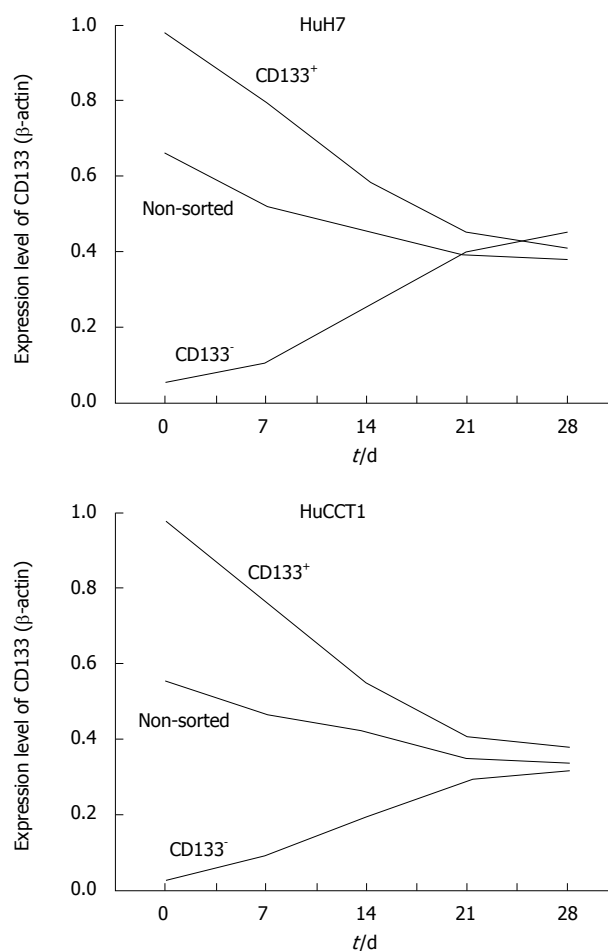 HuH7
Expression level of CD133 (β-actin)
1.0
0.8
0.6
0.4
0.2
0.0
CD133⁺
Non-sorted
CD133⁻
0 7 14 21 28
t/d
HuCCT1
Expression level of CD133 (β-actin)
1.0
0.8
0.6
0.4
0.2
0.0
CD133⁺
Non-sorted
CD133⁻
0 7 14 21 28
t/d